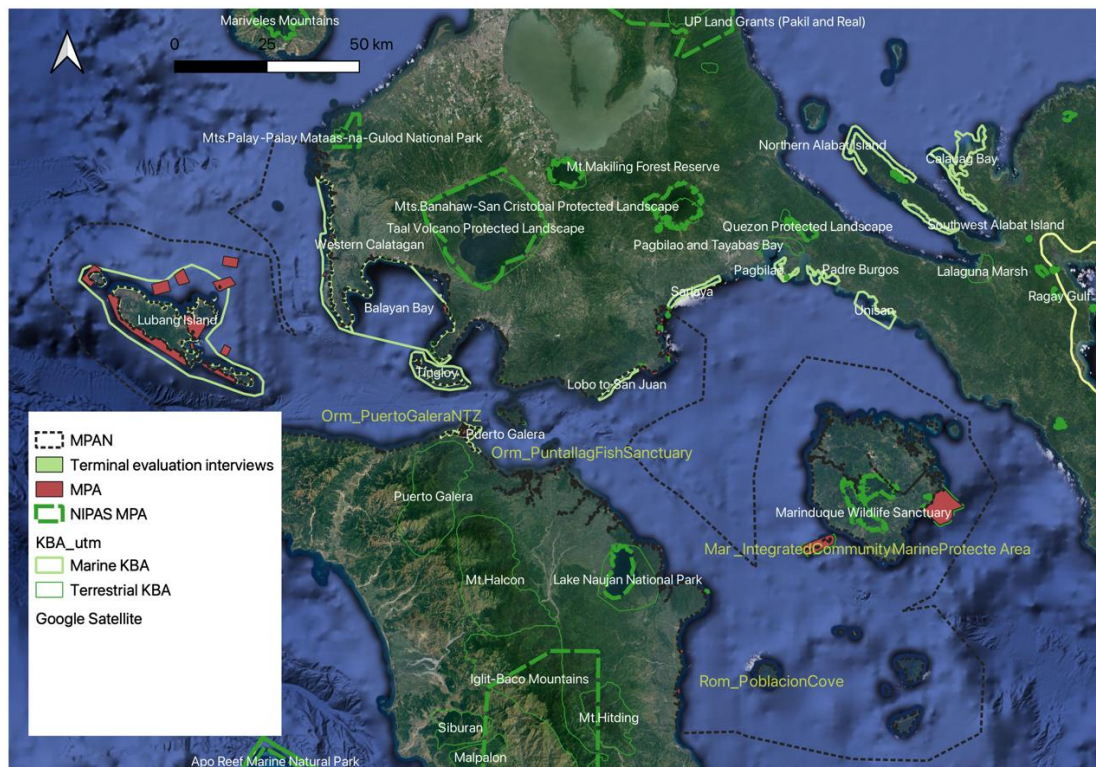 UP Land Grants (Pakil and Real)
Mariveles Mountains
0 25 50 km
Mts.Palay-Palay Mataas-na-Gulod National Park
Northern Alabat Island
Calauag Bay
Mt.Makiling Forest Reserve
Mts.Banahaw-San Cristobal Protected Landscape
Taal Volcano Protected Landscape
Quezon Protected Landscape
Southwest Alabat Island
Western Calatagan
Pagbilao and Tayabas Bay
Pagbilao
Padre Burgos
Lalaguna Marsh
Ragay Gulf
Sariaya
Balayan Bay
Unisan
Lubang Island
Tingloy
Lobo to San Juan
Orm_PuertoGaleraNTZ
Puerto Galera
Orm_PuntallagFishSanctuary
Puerto Galera
Marinduque Wildlife Sanctuary
Mar_IntegratedCommunityMarineProtecte Area
Mt.Halcon
Lake Naujan National Park
Iglit-Baco Mountains
Rom_PoblacionCove
Mt.Hitding
Siburan
Malpalon
Apo Reef Marine Natural Park
MPAN
Terminal evaluation interviews
MPA
NIPAS MPA
KBA_utm
Marine KBA
Terrestrial KBA
Google Satellite